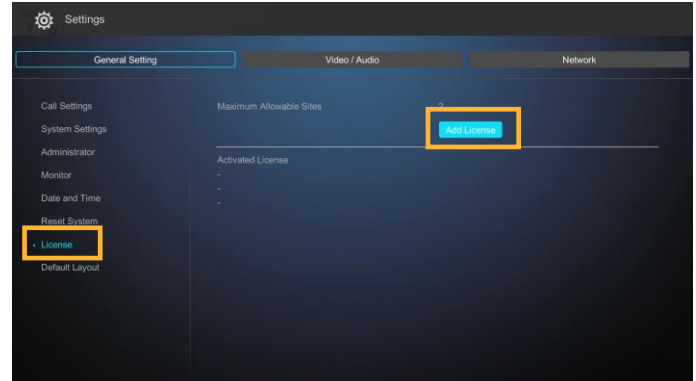 Settings
General Setting Video / Audio Network
Call Settings Maximum Allowable Sites 2
System Settings Add License
Administrator
Activated License
Monitor -
Date and Time -
-
Reset System
• License
Default Layout